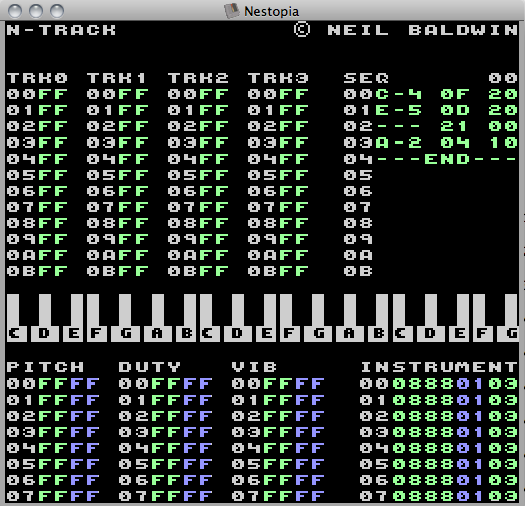 Nestopia
N-TRACK © NEIL BALDWIN
TRK0 TRK1 TRK2 TRK3 SEQ 00
00FF 00FF 00FF 00FF 00C-4 0F 20
01FF 01FF 01FF 01FF 01E-5 0D 20
02FF 02FF 02FF 02FF 02--- 21 00
03FF 03FF 03FF 03FF 03A-2 04 10
04FF 04FF 04FF 04FF 04---END---
05FF 05FF 05FF 05FF 05
06FF 06FF 06FF 06FF 06
07FF 07FF 07FF 07FF 07
08FF 08FF 08FF 08FF 08
09FF 09FF 09FF 09FF 09
0AFF 0AFF 0AFF 0AFF 0A
0BFF 0BFF 0BFF 0BFF 0B
C D E F G A B C D E F G A B C D E F G
PITCH DUTY VIB INSTRUMENT
00FFFF 00FFFF 00FFFF 0008880103
01FFFF 01FFFF 01FFFF 0108880103
02FFFF 02FFFF 02FFFF 0208880103
03FFFF 03FFFF 03FFFF 0308880103
04FFFF 04FFFF 04FFFF 0408880103
05FFFF 05FFFF 05FFFF 0508880103
06FFFF 06FFFF 06FFFF 0608880103
07FFFF 07FFFF 07FFFF 0708880103